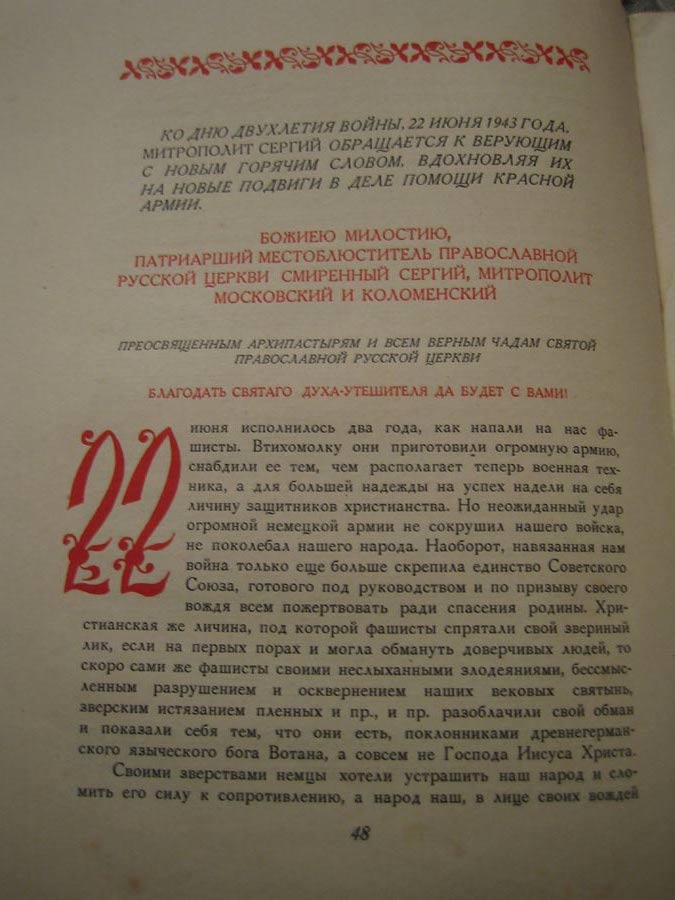 КО ДНЮ ДВУХЛЕТИЯ ВОЙНЫ, 22 ИЮНЯ 1943 ГОДА,
МИТРОПОЛИТ СЕРГИЙ ОБРАЩАЕТСЯ К ВЕРУЮЩИМ
С НОВЫМ ГОРЯЧИМ СЛОВОМ, ВДОХНОВЛЯЯ ИХ
НА НОВЫЕ ПОДВИГИ В ДЕЛЕ ПОМОЩИ КРАСНОЙ
АРМИИ.
БОЖИЕЮ МИЛОСТИЮ,
ПАТРИАРШИЙ МЕСТОБЛЮСТИТЕЛЬ ПРАВОСЛАВНОЙ
РУССКОЙ ЦЕРКВИ СМИРЕННЫЙ СЕРГИЙ, МИТРОПОЛИТ
МОСКОВСКИЙ И КОЛОМЕНСКИЙ
ПРЕОСВЯЩЕННЫМ АРХИПАСТЫРЯМ И ВСЕМ ВЕРНЫМ ЧАДАМ СВЯТОЙ
ПРАВОСЛАВНОЙ РУССКОЙ ЦЕРКВИ
БЛАГОДАТЬ СВЯТАГО ДУХА-УТЕШИТЕЛЯ ДА БУДЕТ С ВАМИ!
22 июня исполнилось два года, как напали на нас фа-
шисты. Втихомолку они приготовили огромную армию,
снабдили ее тем, чем располагает теперь военная тех-
ника, а для большей надежды на успех надели на себя
личину защитников христианства. Но неожиданный удар
огромной немецкой армии не сокрушил нашего войска,
не поколебал нашего народа. Наоборот, навязанная нам
война только еще больше скрепила единство Советского
Союза, готового под руководством и по призыву своего
вождя всем пожертвовать ради спасения родины. Хри-
стианская же личина, под которой фашисты спрятали свой звериный
лик, если на первых порах и могла обмануть доверчивых людей, то
скоро сами же фашисты своими неслыханными злодеяниями, бессмыс-
ленным разрушением и осквернением наших вековых святынь,
зверским истязанием пленных и пр., и пр. разоблачили свой обман
и показали себя тем, что они есть, поклонниками древнегерман-
ского языческого бога Вотана, а совсем не Господа Иисуса Христа.
Своими зверствами немцы хотели устрашить наш народ и сло-
мить его силу к сопротивлению, а народ наш, в лице своих вождей
48